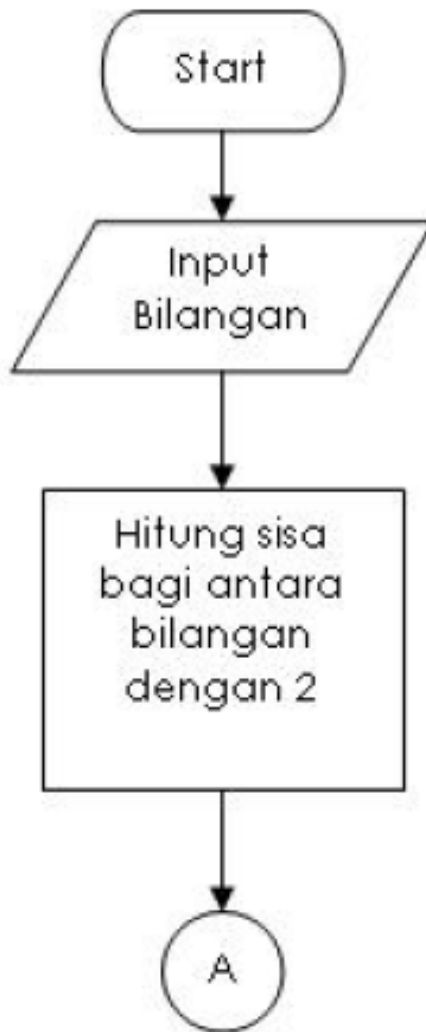 Start
Input
Bilangan
Hitung sisa
bagi antara
bilangan
dengan 2
A